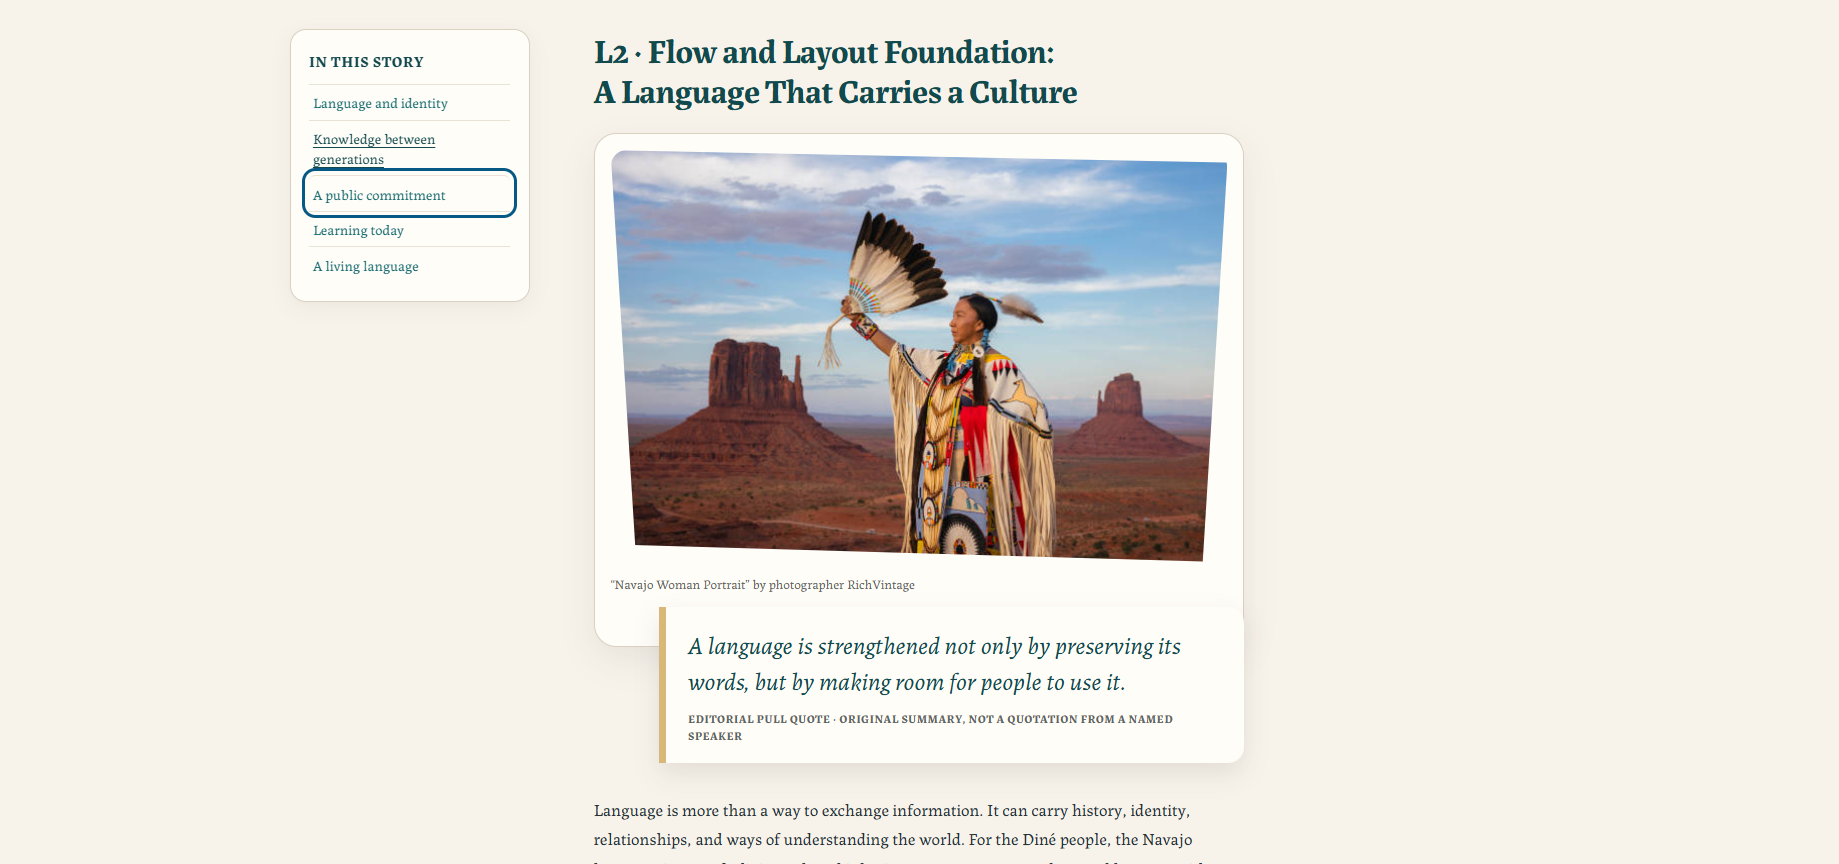 IN THIS STORY
Language and identity
Knowledge between
generations
A public commitment
Learning today
A living language
L2 · Flow and Layout Foundation:
A Language That Carries a Culture
"Navajo Woman Portrait" by photographer RichVintage
A language is strengthened not only by preserving its
words, but by making room for people to use it.
EDITORIAL PULL QUOTE · ORIGINAL SUMMARY, NOT A QUOTATION FROM A NAMED
SPEAKER
Language is more than a way to exchange information. It can carry history, identity,
relationships, and ways of understanding the world. For the Diné people, the Navajo